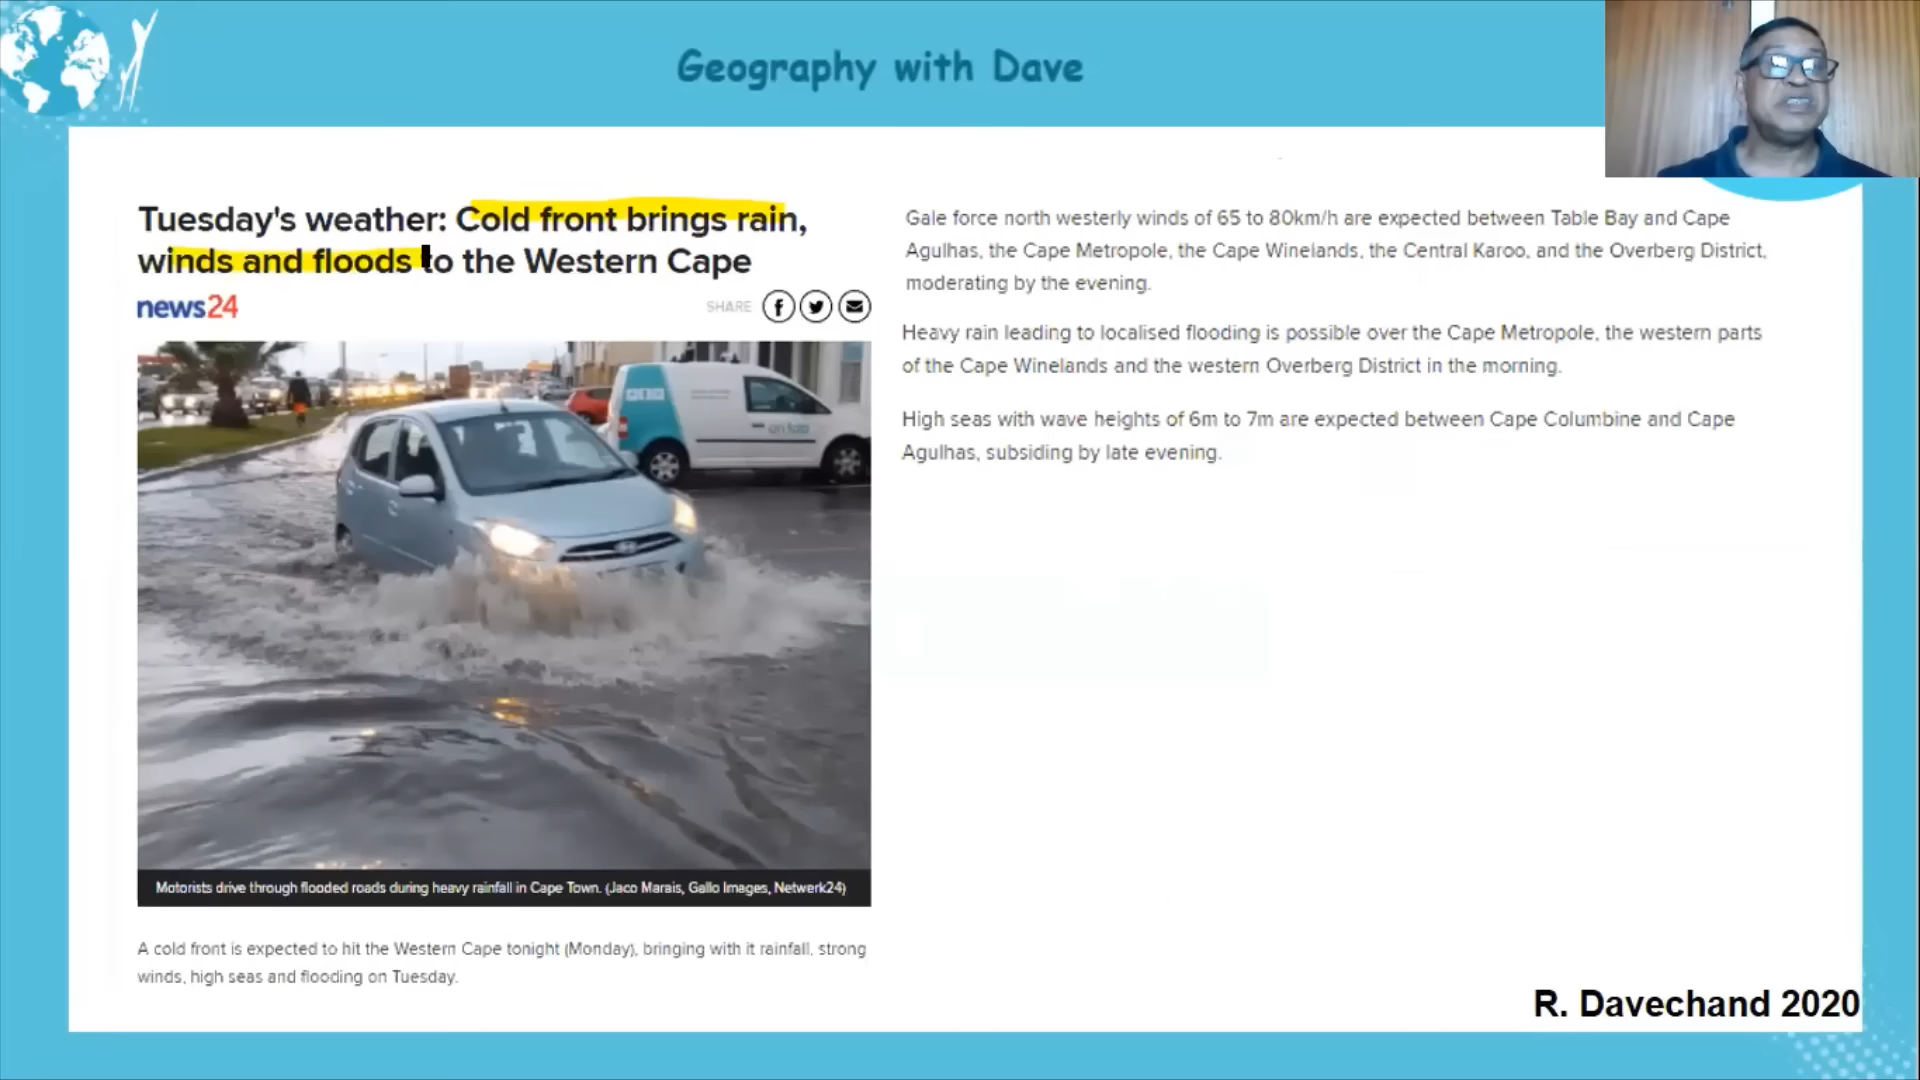 Geography with Dave
Tuesday's weather: Cold front brings rain,
winds and floods to the Western Cape
news24
SHARE
Motorists drive through flooded roads during heavy rainfall in Cape Town. (Jaco Marais, Gallo Images, Netwerk24)
A cold front is expected to hit the Western Cape tonight (Monday), bringing with it rainfall, strong
winds, high seas and flooding on Tuesday.
Gale force north westerly winds of 65 to 80km/h are expected between Table Bay and Cape
Agulhas, the Cape Metropole, the Cape Winelands, the Central Karoo, and the Overberg District,
moderating by the evening.
Heavy rain leading to localised flooding is possible over the Cape Metropole, the western parts
of the Cape Winelands and the western Overberg District in the morning.
High seas with wave heights of 6m to 7m are expected between Cape Columbine and Cape
Agulhas, subsiding by late evening.
R. Davechand 2020